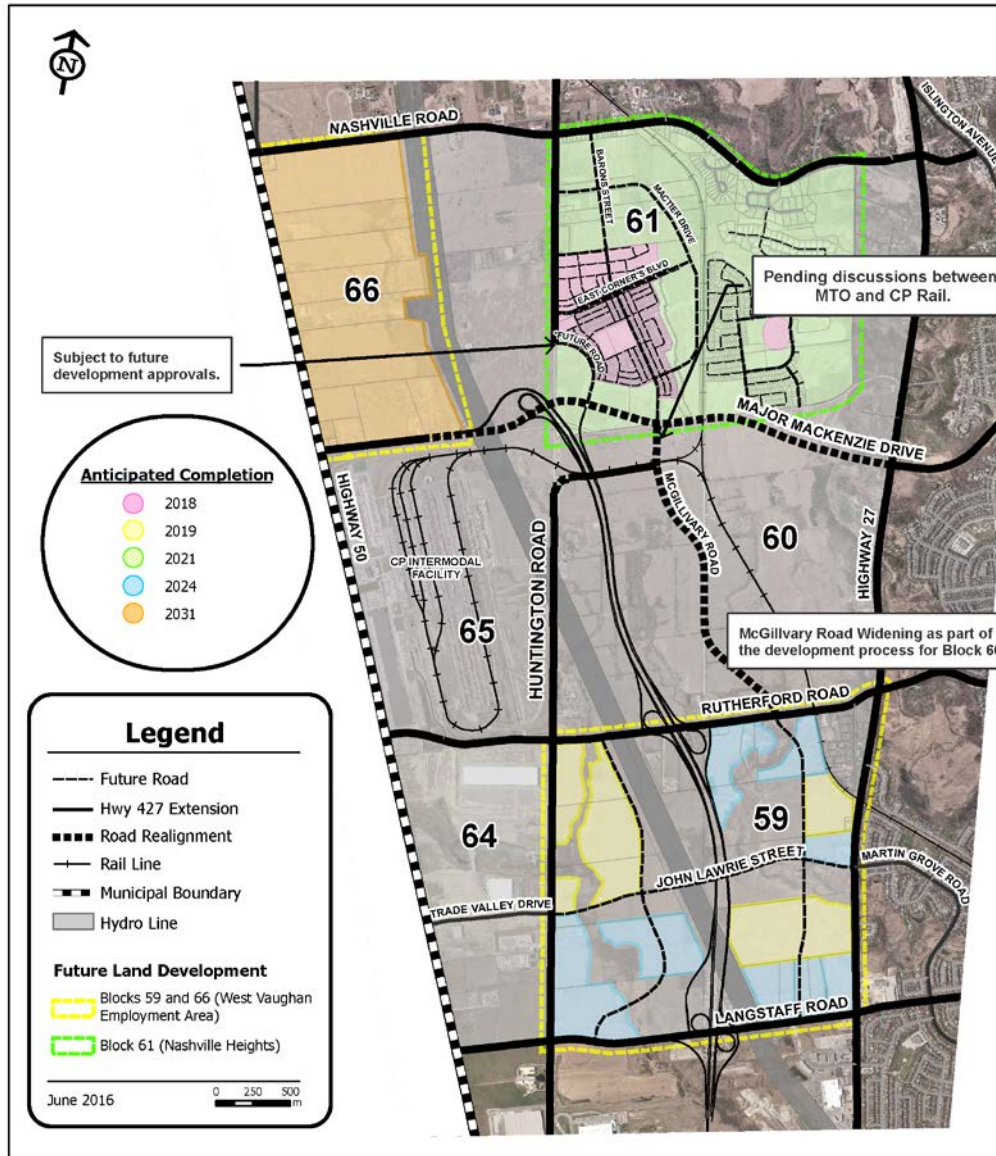 N
NASHVILLE ROAD
ISLINGTON AVENUE
BARONS STREET
MACTIER DRIVE
61
66
EAST CORNER'S BLVD
Pending discussions between
MTO and CP Rail.
"FUTURE ROAD"
Subject to future
development approvals.
MAJOR MACKENZIE DRIVE
Anticipated Completion
2018
2019
2021
2024
2031
HIGHWAY 50
HUNTINGTON ROAD
MCGILLIVARY ROAD
60
HIGHWAY 27
CP INTERMODAL
FACILITY
65
McGillvary Road Widening as part of
the development process for Block 60
RUTHERFORD ROAD
Legend
Future Road
Hwy 427 Extension
Road Realignment
Rail Line
Municipal Boundary
Hydro Line
Future Land Development
Blocks 59 and 66 (West Vaughan
Employment Area)
Block 61 (Nashville Heights)
June 2016
0 250 500
m
64
59
JOHN LAWRIE STREET
MARTIN GROVE ROAD
TRADE VALLEY DRIVE
LANGSTAFF ROAD